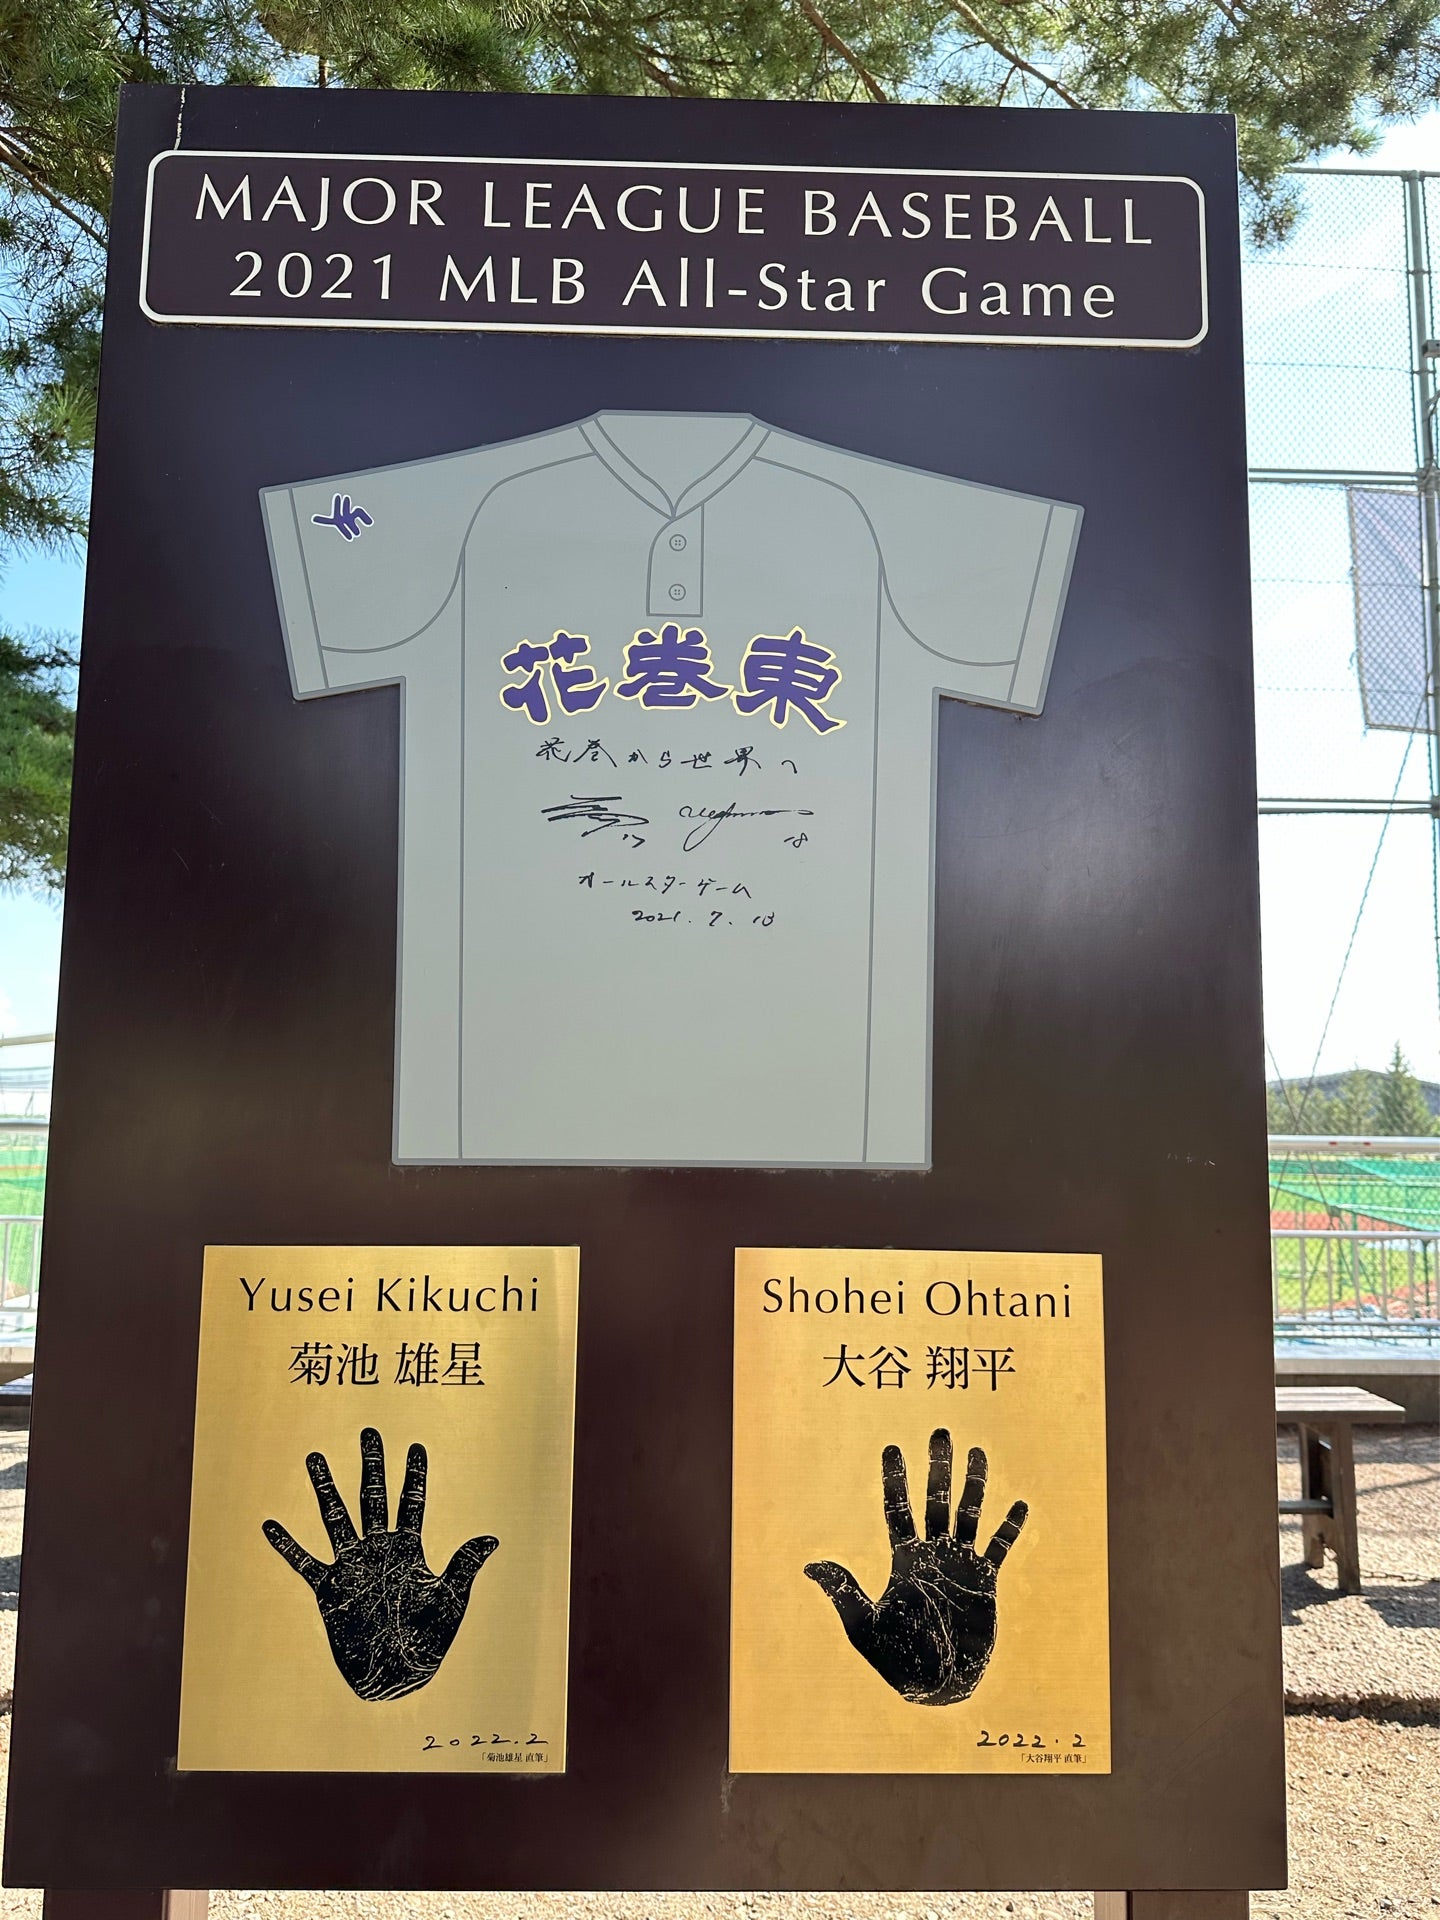 MAJOR LEAGUE BASEBALL
2021 MLB All-Star Game
花巻東
花巻から世界へ
17
18
オールスターゲーム
2021.7.13
Yusei Kikuchi
菊池 雄星
2022.2
「菊池雄星 直筆」
Shohei Ohtani
大谷 翔平
2022.2
「大谷翔平 直筆」